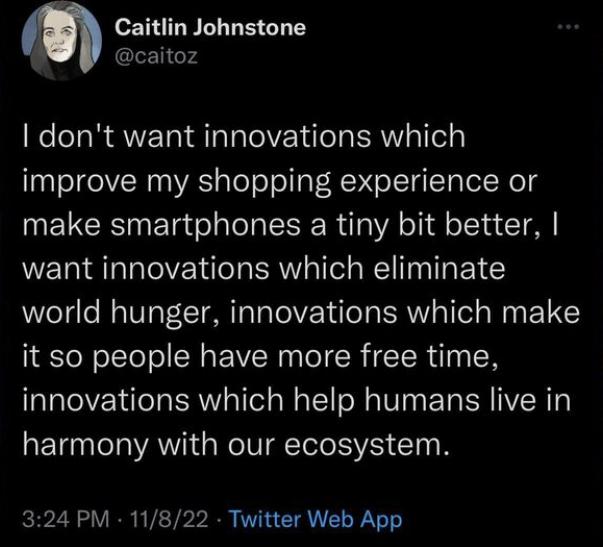 Caitlin Johnstone
@caitoz
I don't want innovations which
improve my shopping experience or
make smartphones a tiny bit better, I
want innovations which eliminate
world hunger, innovations which make
it so people have more free time,
innovations which help humans live in
harmony with our ecosystem.
3:24 PM · 11/8/22 · Twitter Web App